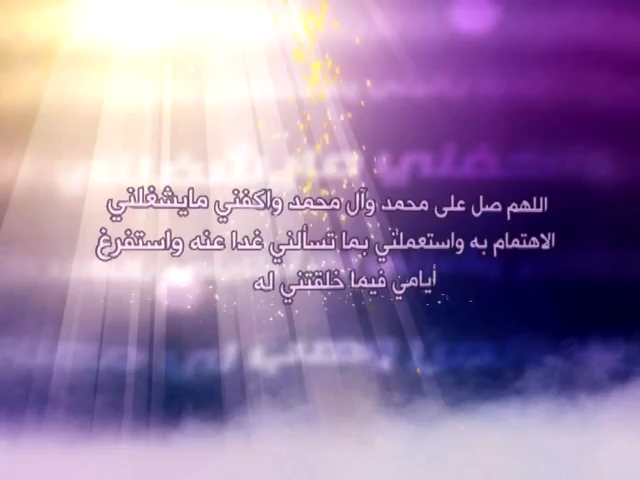 اللهم صل على محمد وآل محمد واكفني مايشغلني
الاهتمام به واستعملني بما تسألني غدا عنه واستفرغ
أيامي فيما خلقتني له